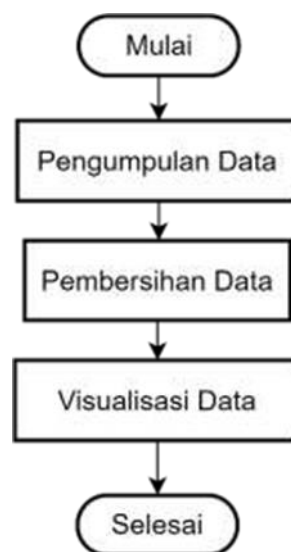 Mulai
Pengumpulan Data
Pembersihan Data
Visualisasi Data
Selesai